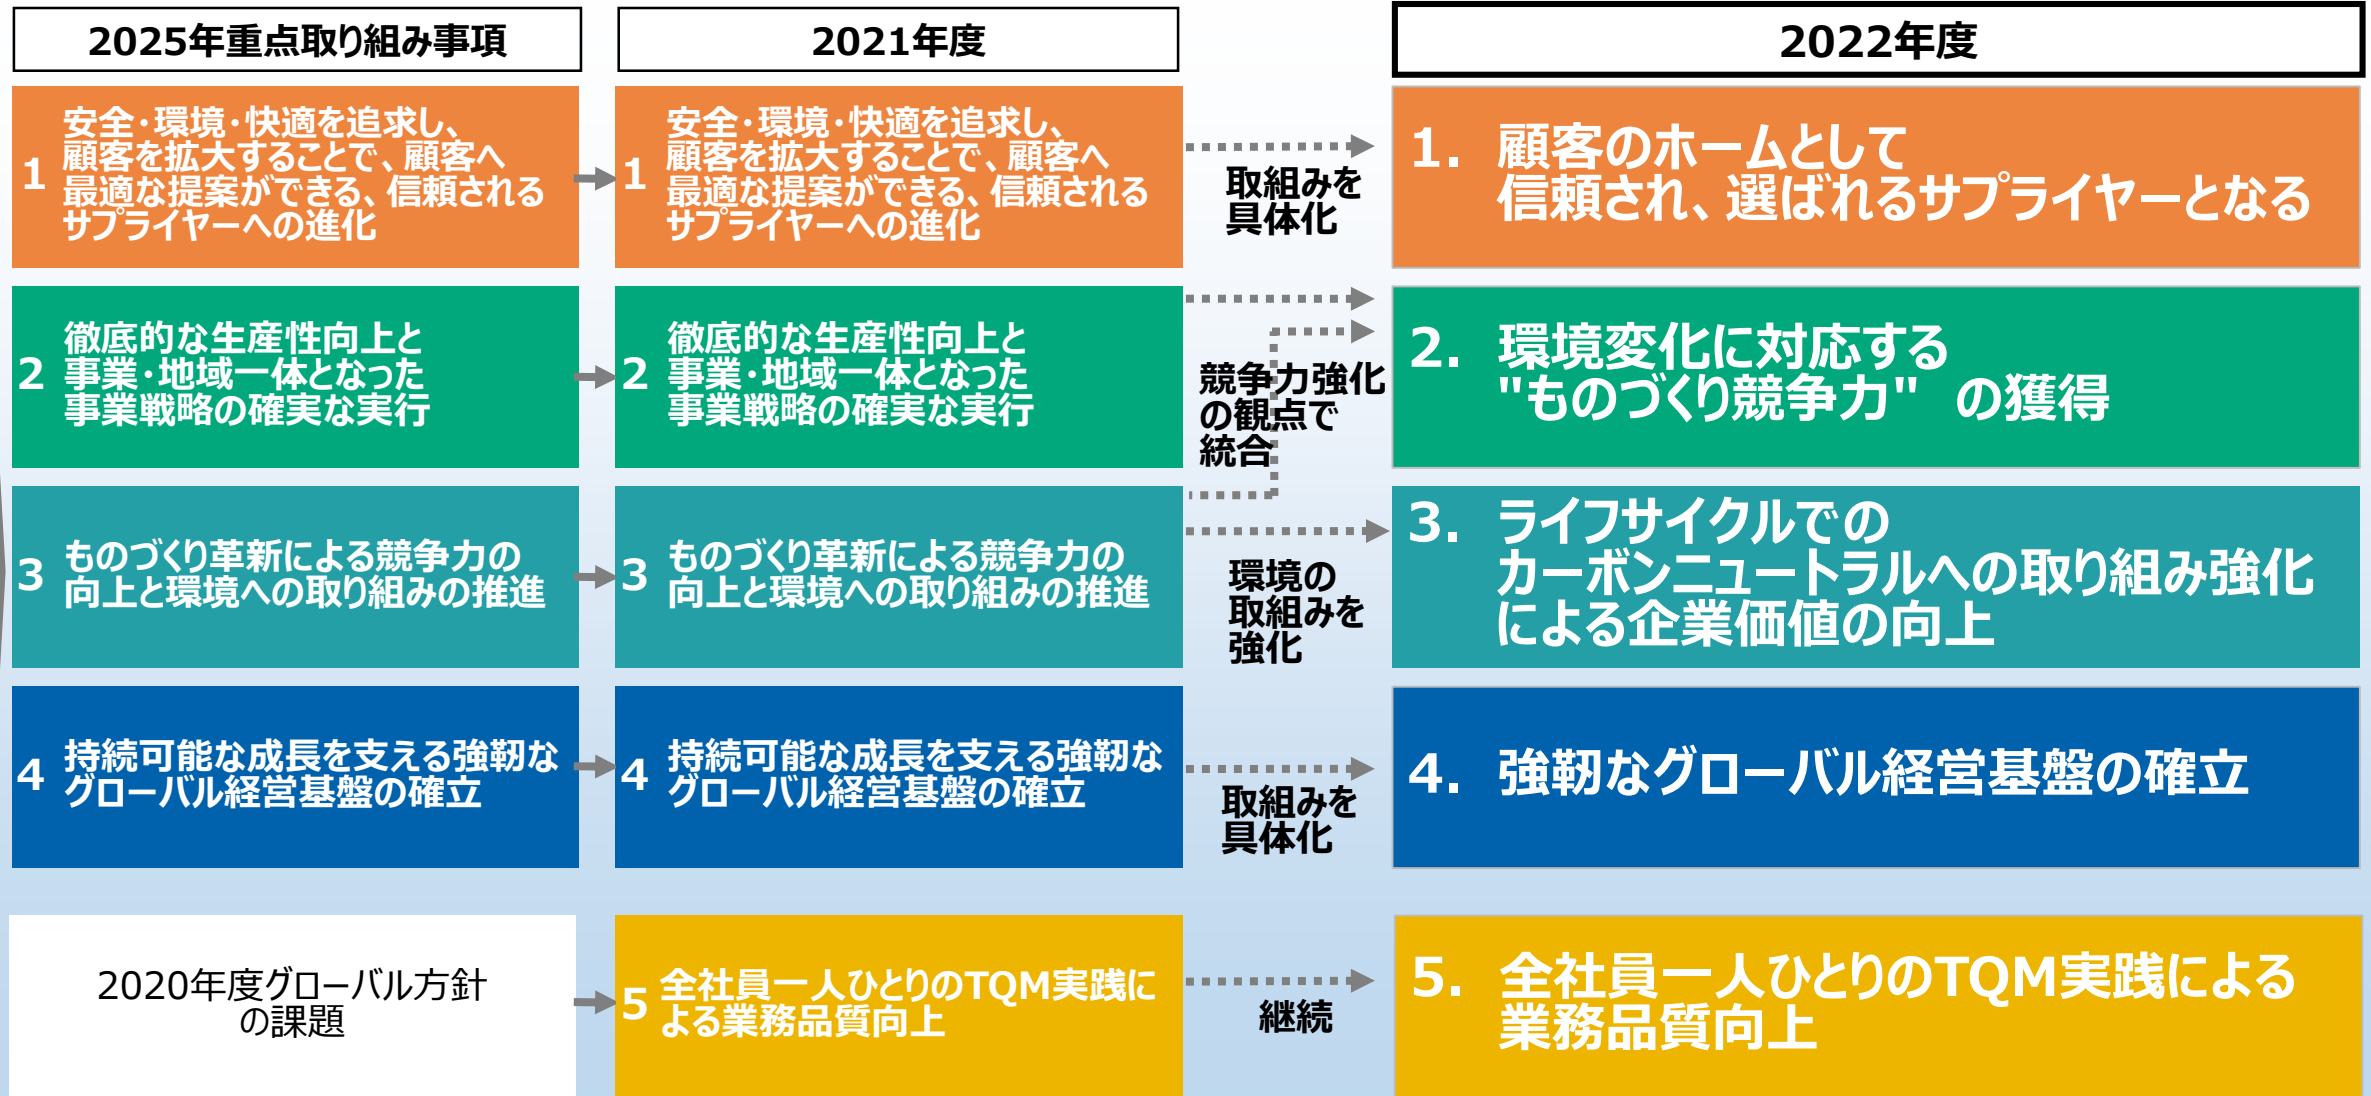 2025年重点取り組み事項
2021年度
2022年度
1
安全・環境・快適を追求し、
顧客を拡大することで、顧客へ
最適な提案ができる、信頼される
サプライヤーへの進化
1
安全・環境・快適を追求し、
顧客を拡大することで、顧客へ
最適な提案ができる、信頼される
サプライヤーへの進化
取組みを
具体化
1. 顧客のホームとして
信頼され、選ばれるサプライヤーとなる
2
徹底的な生産性向上と
事業・地域一体となった
事業戦略の確実な実行
2
徹底的な生産性向上と
事業・地域一体となった
事業戦略の確実な実行
競争力強化
の観点で
統合
2. 環境変化に対応する
"ものづくり競争力" の獲得
3
ものづくり革新による競争力の
向上と環境への取り組みの推進
3
ものづくり革新による競争力の
向上と環境への取り組みの推進
環境の
取組みを
強化
3. ライフサイクルでの
カーボンニュートラルへの取り組み強化
による企業価値の向上
4
持続可能な成長を支える強靭な
グローバル経営基盤の確立
4
持続可能な成長を支える強靭な
グローバル経営基盤の確立
取組みを
具体化
4. 強靭なグローバル経営基盤の確立
2020年度グローバル方針
の課題
5
全社員一人ひとりのTQM実践に
よる業務品質向上
継続
5. 全社員一人ひとりのTQM実践による
業務品質向上